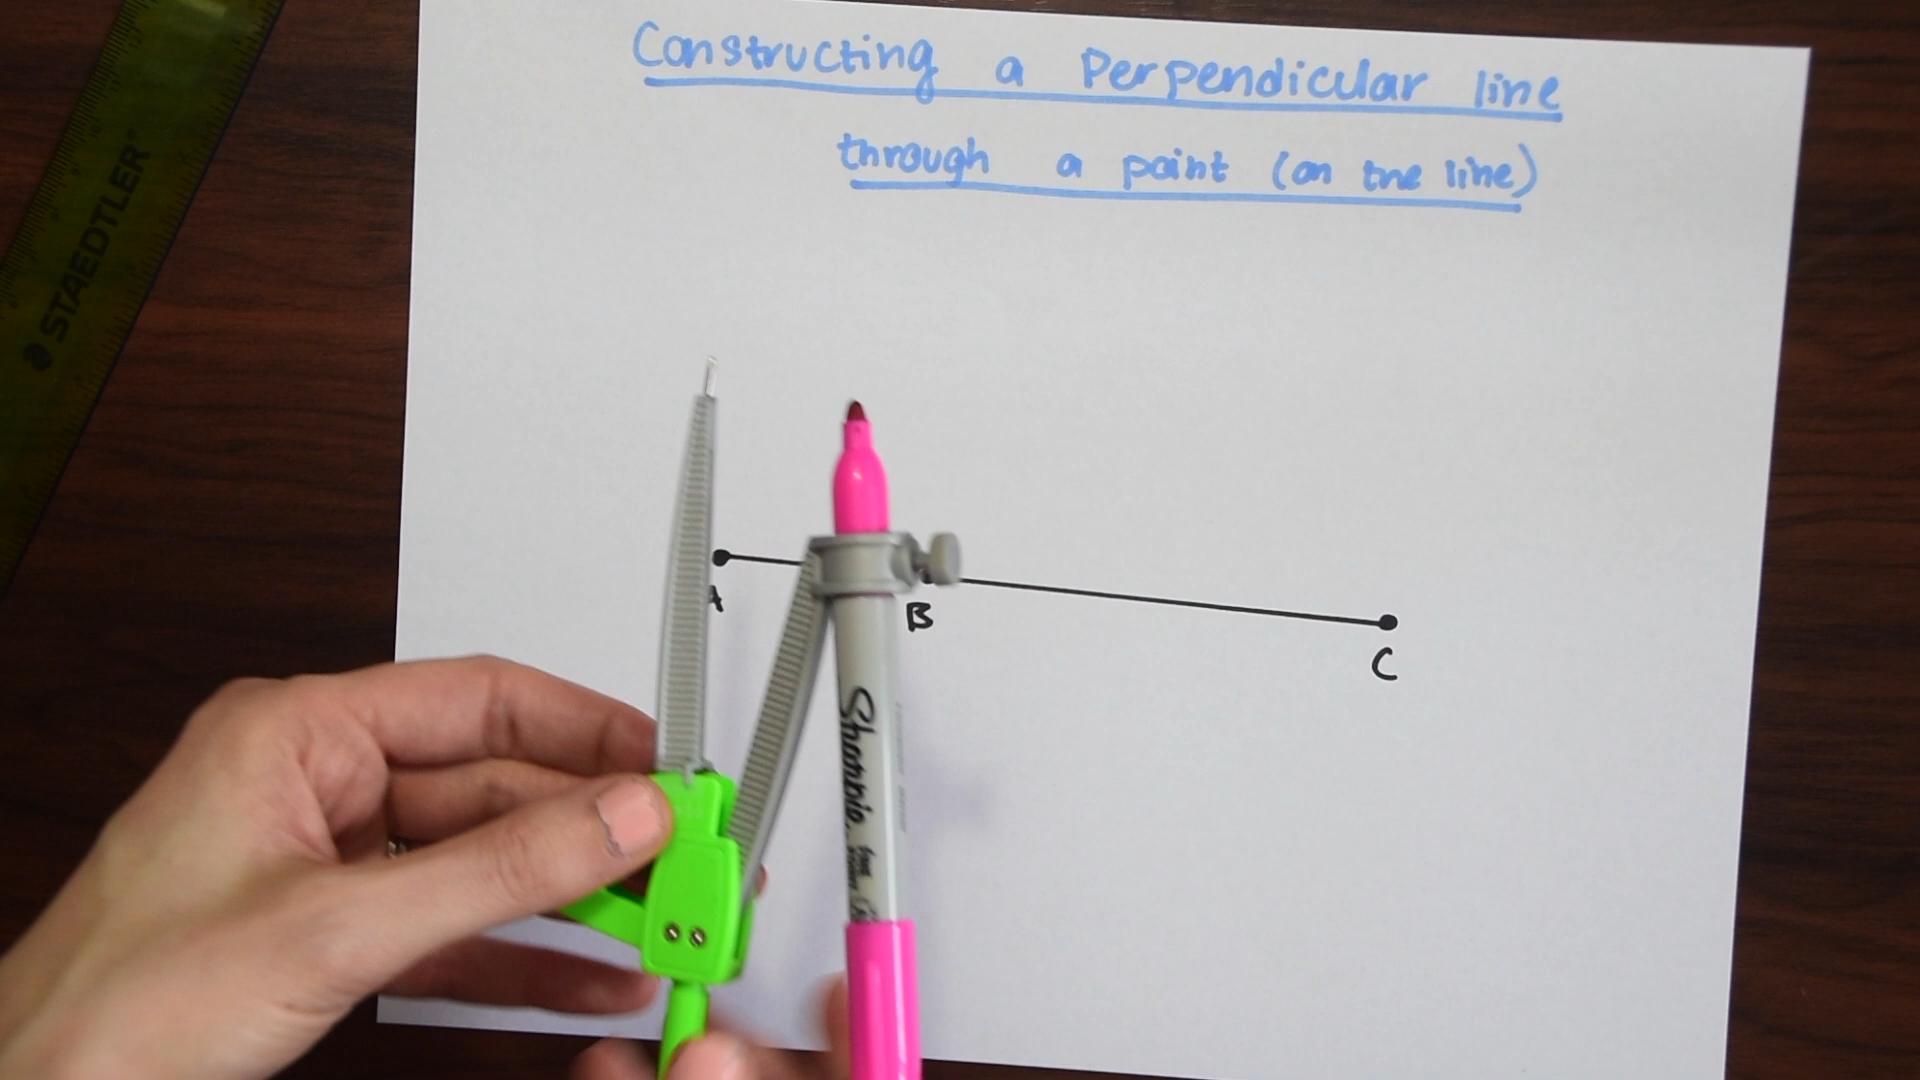 Constructing a Perpendicular line
through a point (on the line)
STAEDTLER
A
B
C
Sharpie